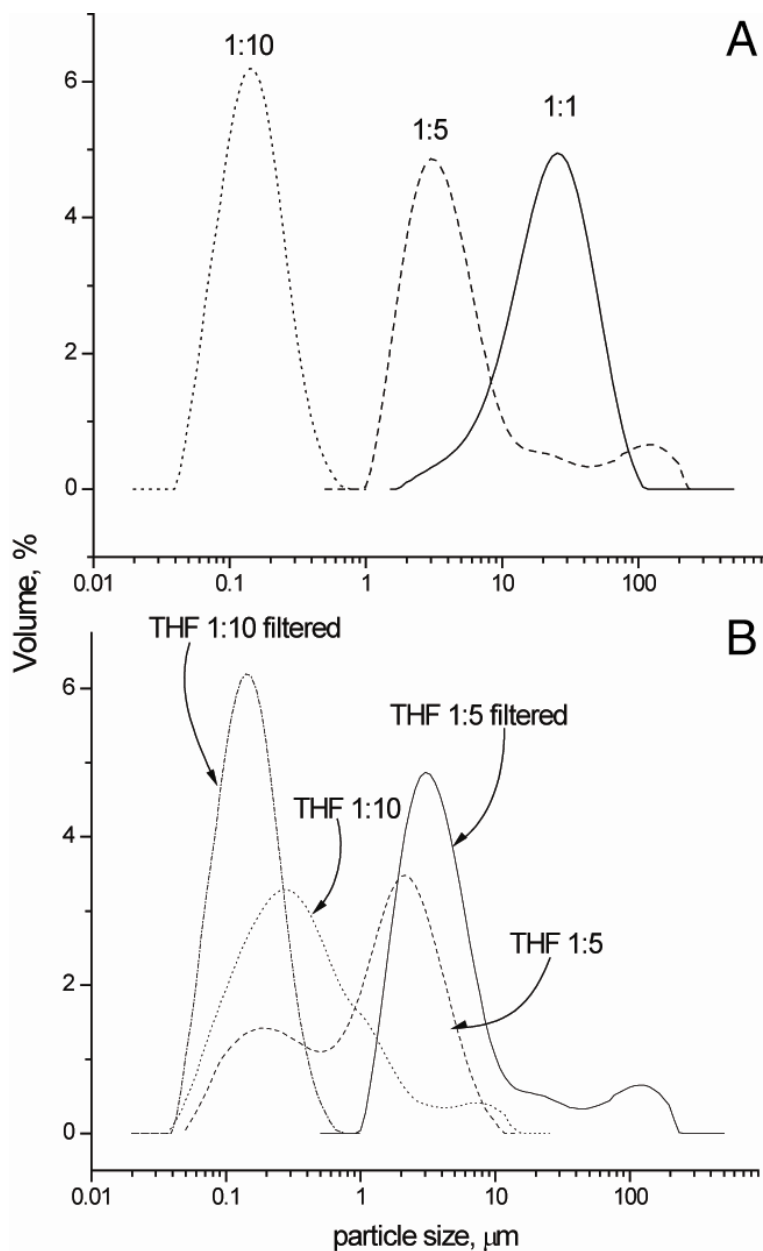 A
1:10
1:5
1:1
6
4
2
0
0.01 0.1 1 10 100
Volume, %
B
THF 1:10 filtered
THF 1:5 filtered
THF 1:10
THF 1:5
6
4
2
0
0.01 0.1 1 10 100
particle size, μm